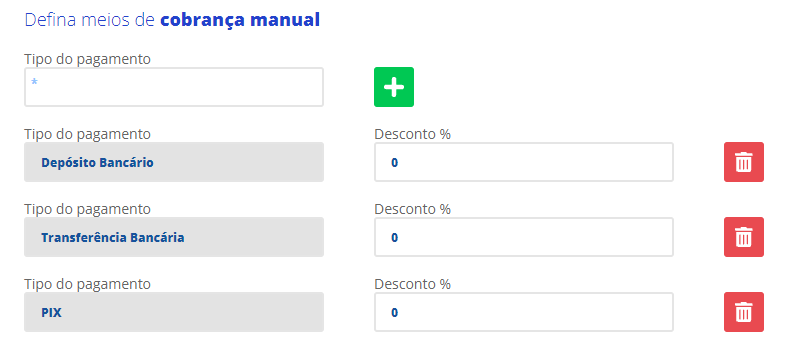 Defina meios de cobrança manual
Tipo do pagamento
*
Tipo do pagamento Desconto %
Depósito Bancário 0
Tipo do pagamento Desconto %
Transferência Bancária 0
Tipo do pagamento Desconto %
PIX 0